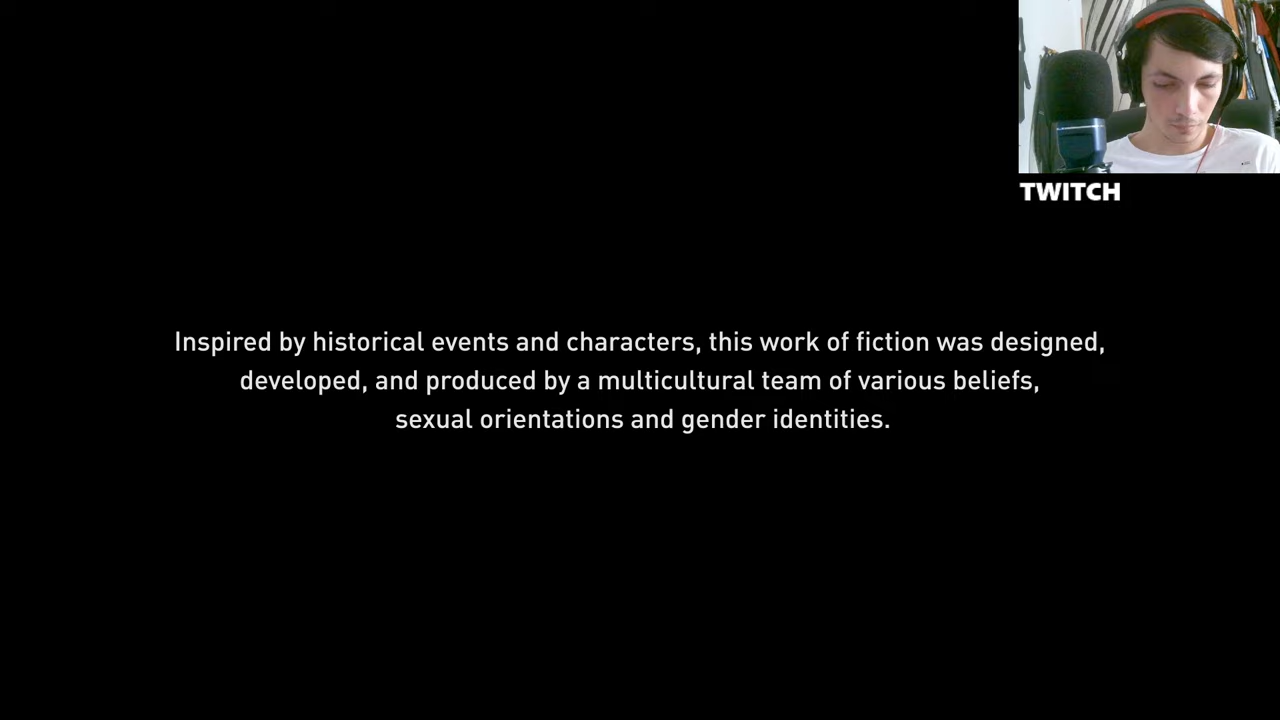 TWITCH
Inspired by historical events and characters, this work of fiction was designed,
developed, and produced by a multicultural team of various beliefs,
sexual orientations and gender identities.